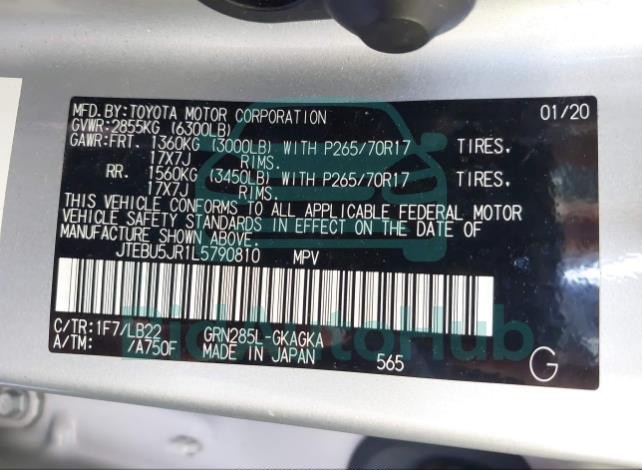 MFD.BY:TOYOTA MOTOR CORPORATION 01/20
GVWR:2855KG (6300LB)
GAWR:FRT. 1360KG (3000LB) WITH P265/70R17 TIRES.
17X7J RIMS.
RR. 1560KG (3450LB) WITH P265/70R17 TIRES.
17X7J RIMS.
THIS VEHICLE CONFORMS TO ALL APPLICABLE FEDERAL MOTOR
VEHICLE SAFETY STANDARDS IN EFFECT ON THE DATE OF
MANUFACTURE SHOWN ABOVE.
JTEBU5JR1L5790810 MPV
C/TR:1F7/LB22 GRN285L-GKAGKA
A/TM: /A750F MADE IN JAPAN 565 G
BidAutoHub